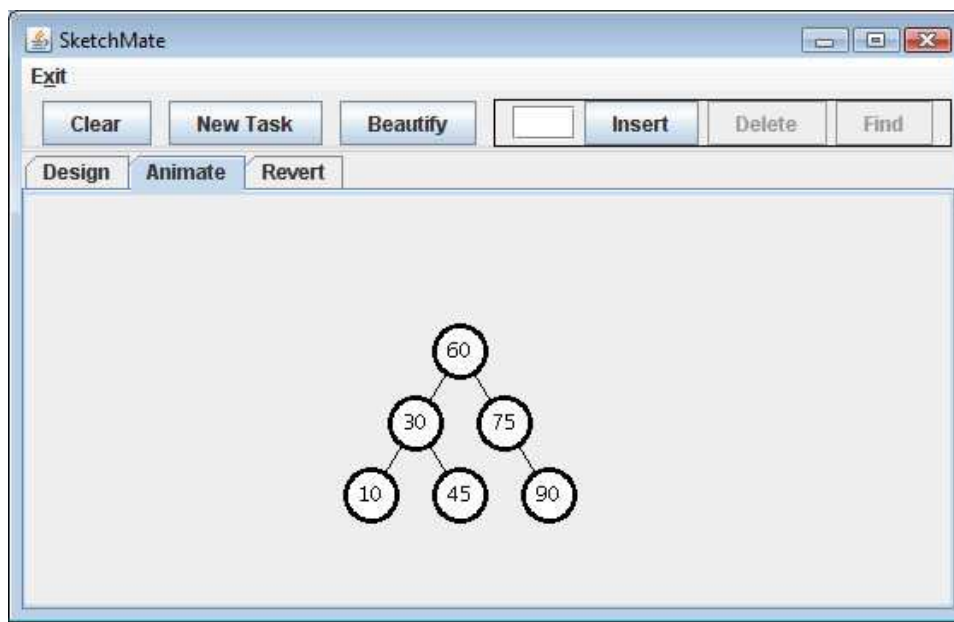 SketchMate
Exit
Clear New Task Beautify Insert Delete Find
Design Animate Revert
60
30 75
10 45 90